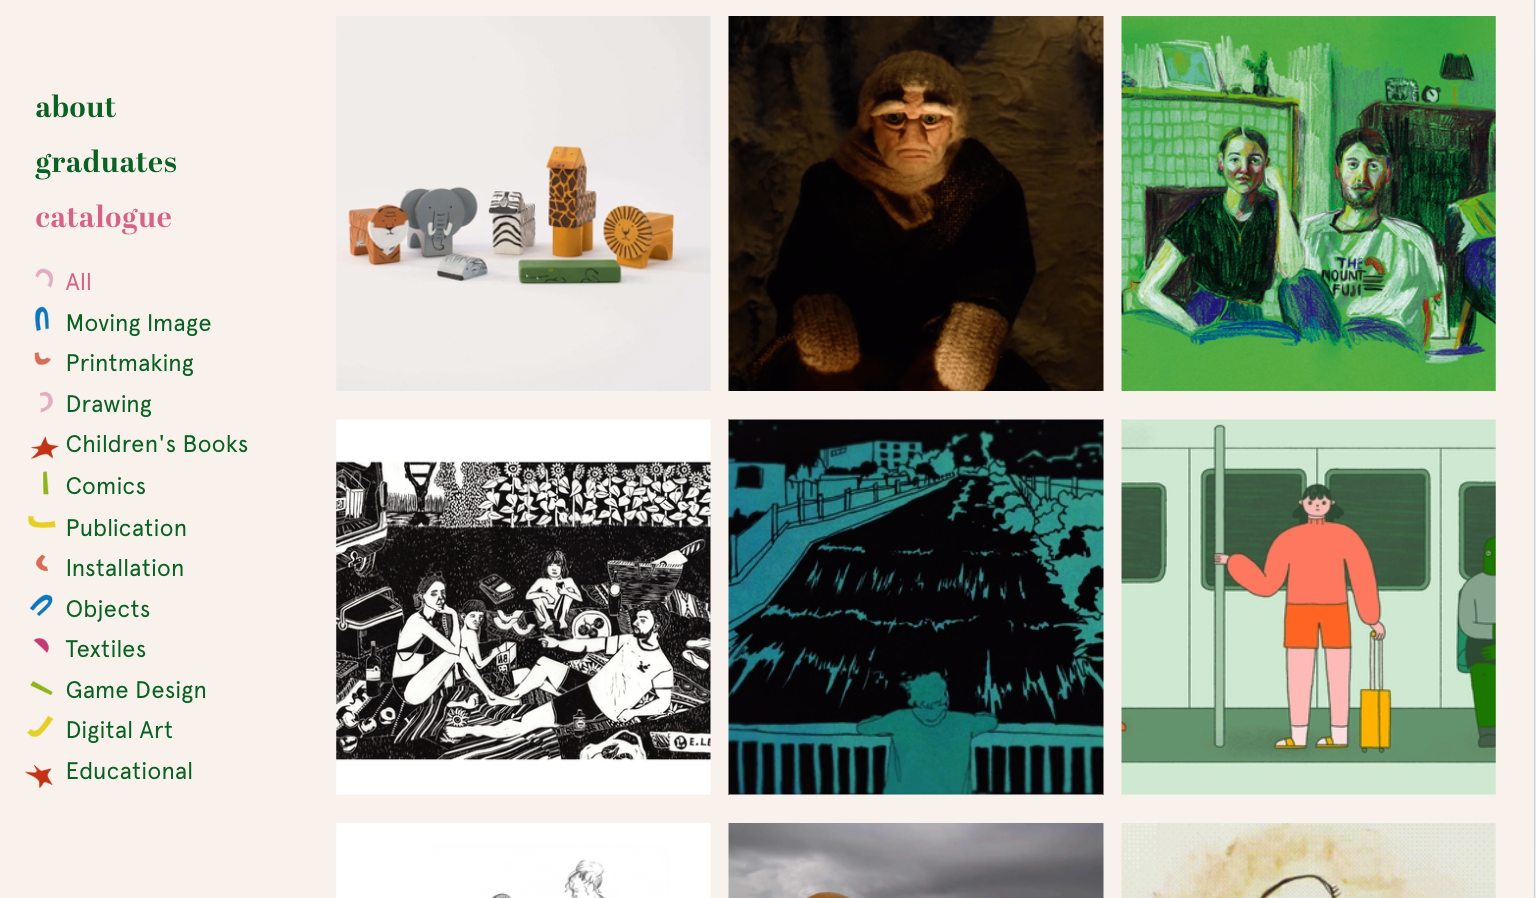 about
graduates
catalogue
All
Moving Image
Printmaking
Drawing
Children's Books
Comics
Publication
Installation
Objects
Textiles
Game Design
Digital Art
Educational
THE
MOUNT
FUJI